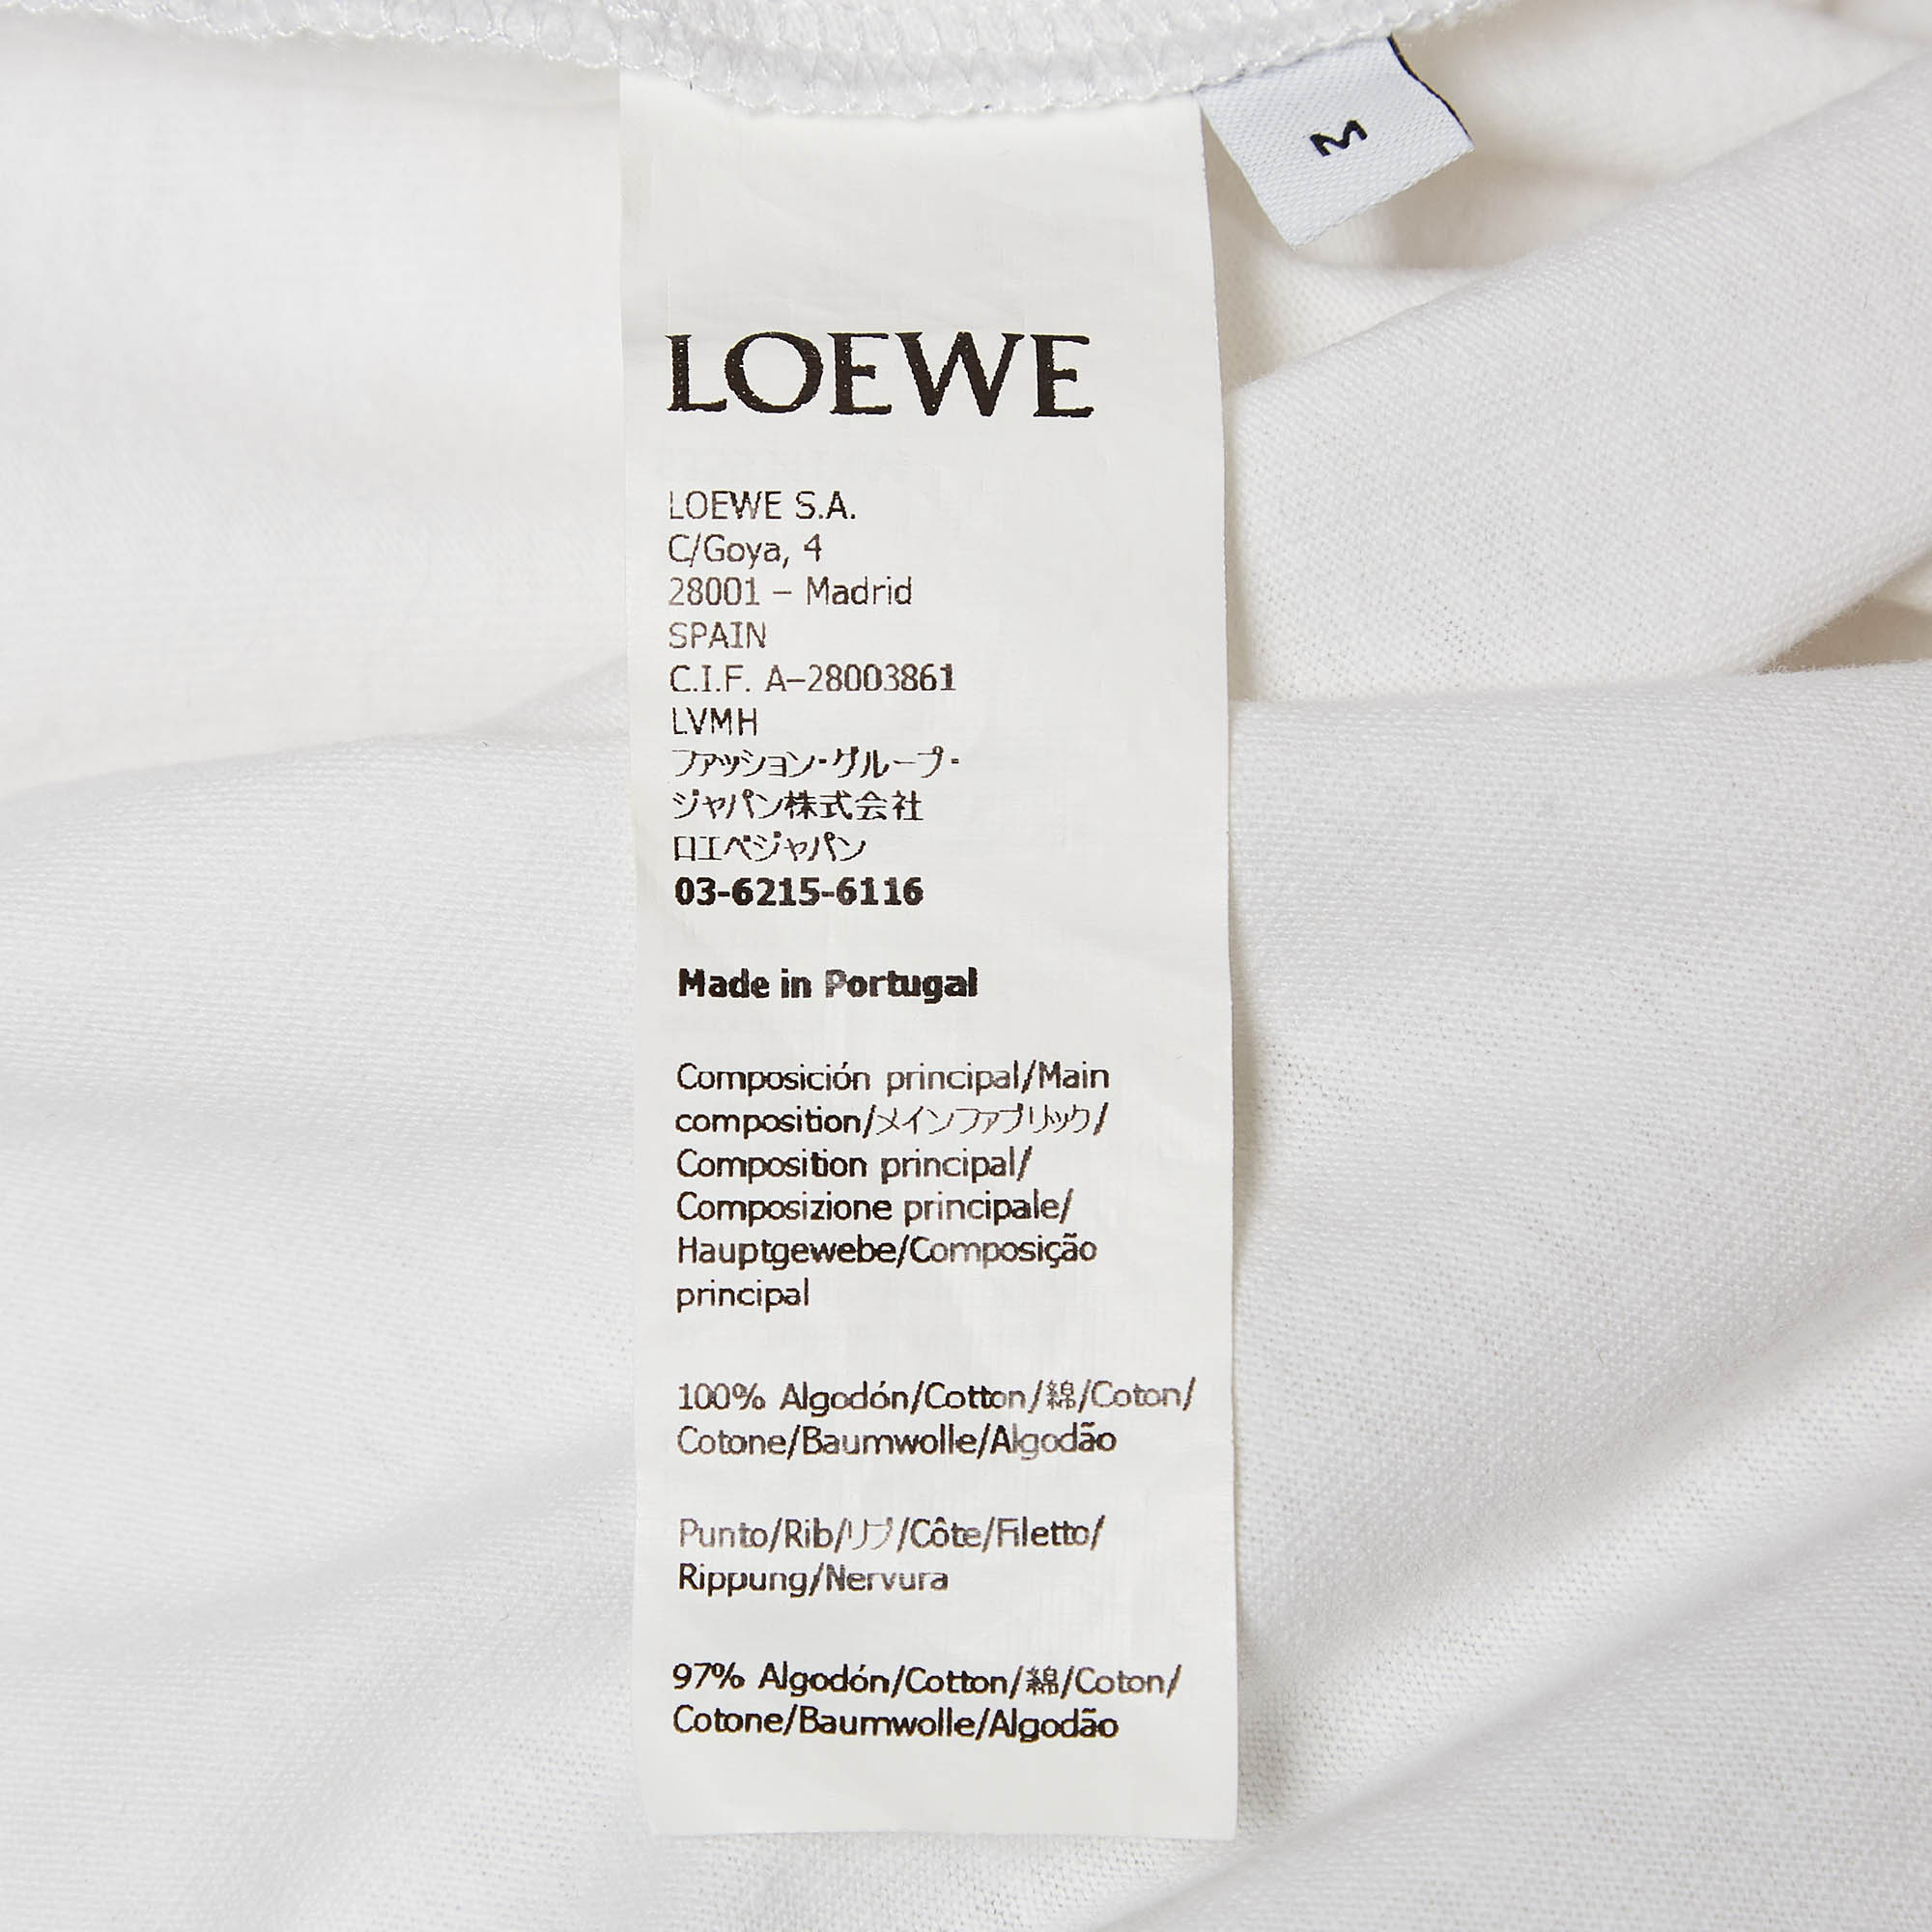 M
LOEWE
LOEWE S.A.
C/Goya, 4
28001 – Madrid
SPAIN
C.I.F. A–28003861
LVMH
ファッション・グループ・
ジャパン株式会社
ロエベジャパン
03-6215-6116
Made in Portugal
Composición principal/Main
composition/メインファブリック/
Composition principal/
Composizione principale/
Hauptgewebe/Composição
principal
100% Algodón/Cotton/綿/Coton/
Cotone/Baumwolle/Algodão
Punto/Rib/リブ/Côte/Filetto/
Rippung/Nervura
97% Algodón/Cotton/綿/Coton/
Cotone/Baumwolle/Algodão